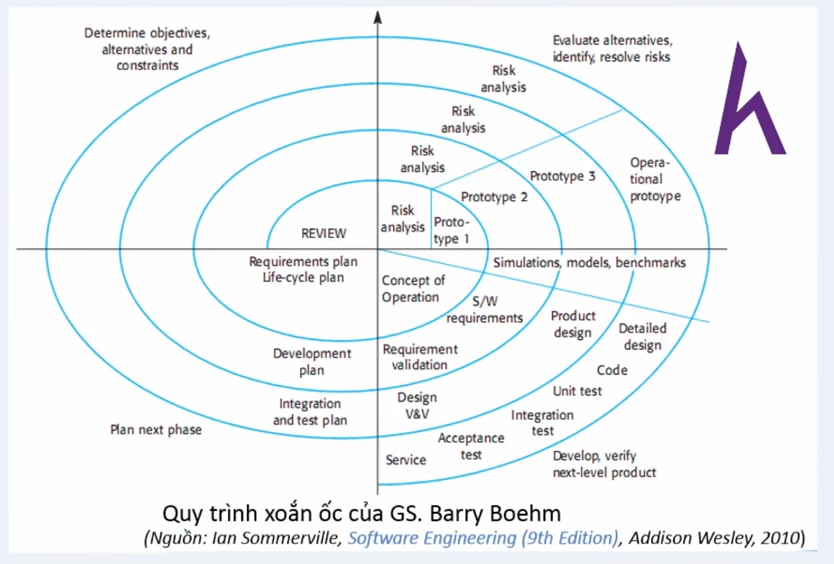 Determine objectives,
alternatives and
constraints
Evaluate alternatives,
identify, resolve risks
Risk
analysis
Risk
analysis
Risk
analysis
Risk
analysis
Proto-
type 1
Prototype 2
Prototype 3
Opera-
tional
protoype
REVIEW
Requirements plan
Life-cycle plan
Concept of
Operation
Simulations, models, benchmarks
S/W
requirements
Product
design
Detailed
design
Development
plan
Requirement
validation
Code
Unit test
Integration
and test plan
Design
V&V
Integration
test
Plan next phase
Acceptance
test
Service
Develop, verify
next-level product
Quy trình xoắn ốc của GS. Barry Boehm
(Nguồn: Ian Sommerville, Software Engineering (9th Edition), Addison Wesley, 2010)